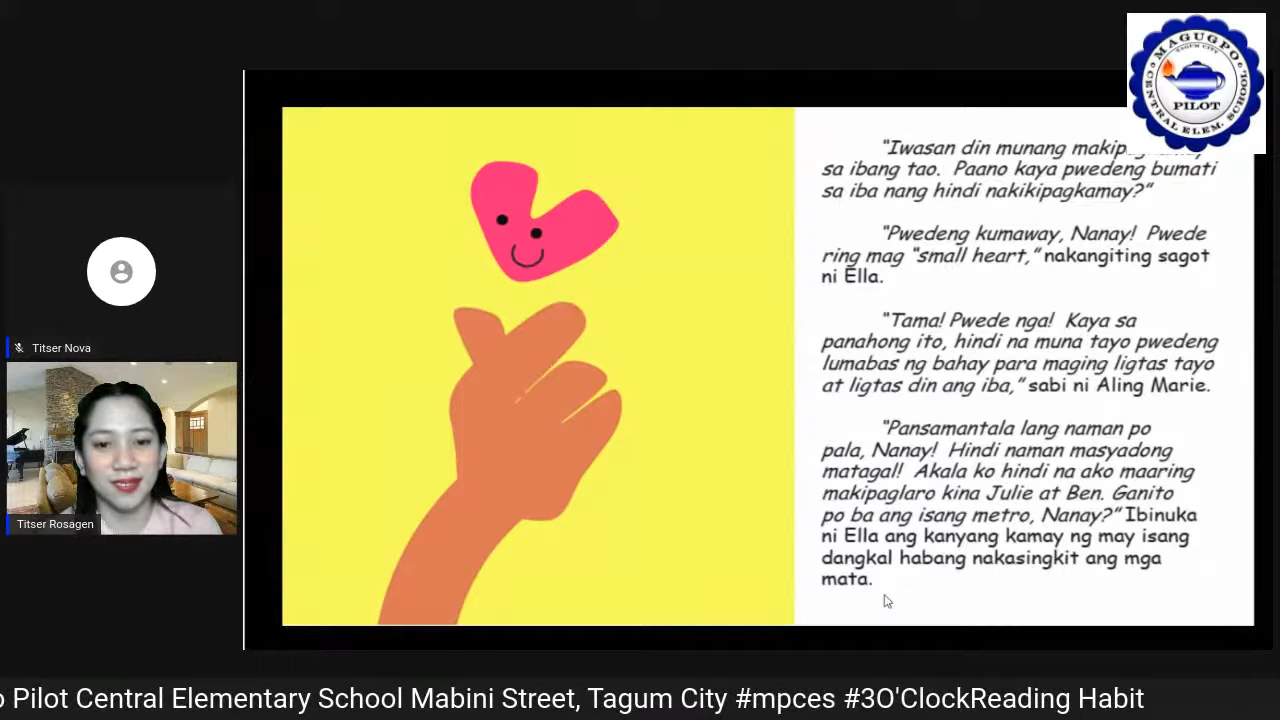 MAGUGPO
TAGUM CITY
PILOT
CENTRAL ELEM. SCHOOL
"Iwasan din munang
sa ibang tao. Paano kaya pwedeng bumati
sa iba nang hindi nakikipagkamay?"
"Pwedeng kumaway, Nanay! Pwede
ring mag "small heart," nakangiting sagot
ni Ella.
"Tama! Pwede nga! Kaya sa
panahong ito, hindi na muna tayo pwedeng
lumabas ng bahay para maging ligtas tayo
at ligtas din ang iba," sabi ni Aling Marie.
"Pansamantala lang naman po
pala, Nanay! Hindi naman masyadong
matagal! Akala ko hindi na ako maaring
makipaglaro kina Julie at Ben. Ganito
po ba ang isang metro, Nanay?" Ibinuka
ni Ella ang kanyang kamay ng may isang
dangkal habang nakasingkit ang mga
mata.
Titser Nova
Titser Rosagen
o Pilot Central Elementary School Mabini Street, Tagum City #mpces #3O'ClockReading Habit